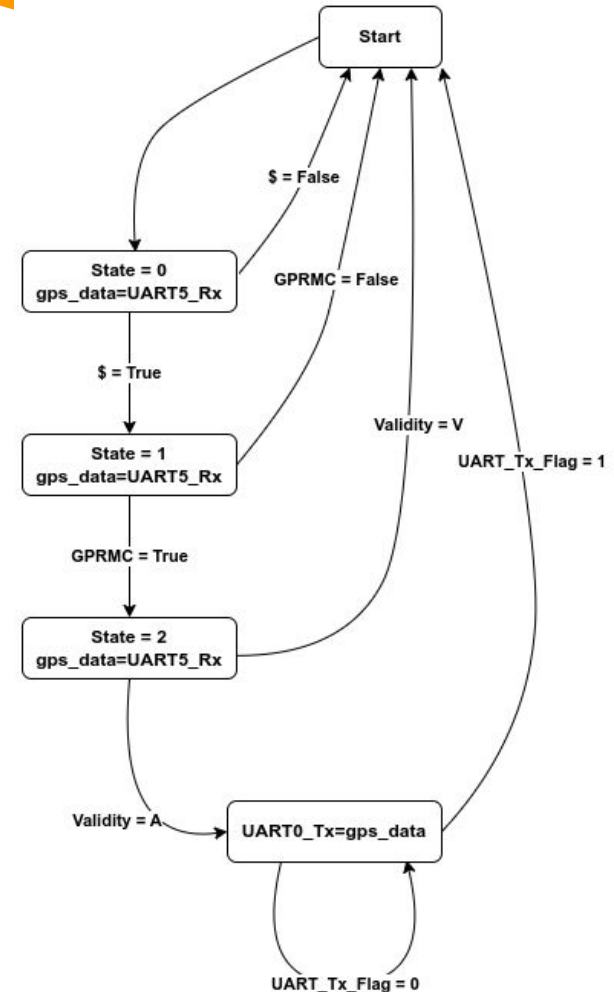 Start
$ = False
State = 0
gps_data=UART5_Rx
GPRMC = False
$ = True
Validity = V
State = 1
gps_data=UART5_Rx
UART_Tx_Flag = 1
GPRMC = True
State = 2
gps_data=UART5_Rx
Validity = A
UART0_Tx=gps_data
UART_Tx_Flag = 0